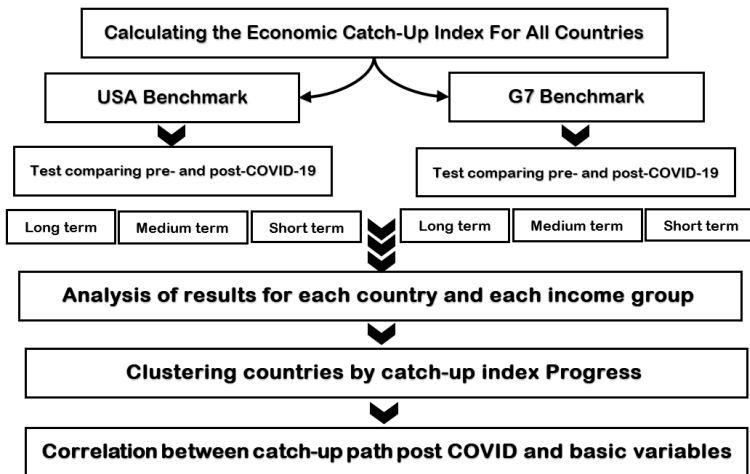 Calculating the Economic Catch-Up Index For All Countries
USA Benchmark
G7 Benchmark
Test comparing pre- and post-COVID-19
Test comparing pre- and post-COVID-19
Long term
Medium term
Short term
Long term
Medium term
Short term
Analysis of results for each country and each income group
Clustering countries by catch-up index Progress
Correlation between catch-up path post COVID and basic variables